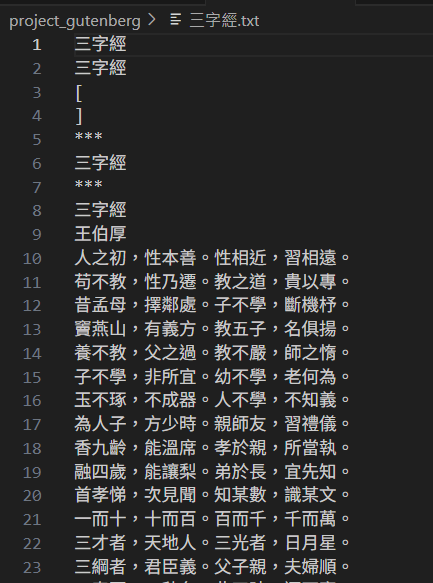 project_gutenberg > 三字經.txt
1 三字經
2 三字經
3 [
4 ]
5 ***
6 三字經
7 ***
8 三字經
9 王伯厚
10 人之初，性本善。性相近，習相遠。
11 苟不教，性乃遷。教之道，貴以專。
12 昔孟母，擇鄰處。子不學，斷機杼。
13 竇燕山，有義方。教五子，名俱揚。
14 養不教，父之過。教不嚴，師之惰。
15 子不學，非所宜。幼不學，老何為。
16 玉不琢，不成器。人不學，不知義。
17 為人子，方少時。親師友，習禮儀。
18 香九齡，能溫席。孝於親，所當執。
19 融四歲，能讓梨。弟於長，宜先知。
20 首孝悌，次見聞。知某數，識某文。
21 一而十，十而百。百而千，千而萬。
22 三才者，天地人。三光者，日月星。
23 三綱者，君臣義。父子親，夫婦順。